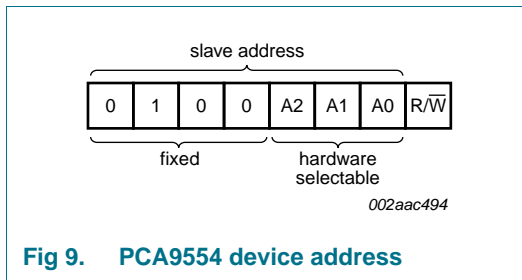 slave address
0 1 0 0 A2 A1 A0 R/W̅
fixed
hardware
selectable
002aac494
Fig 9. PCA9554 device address